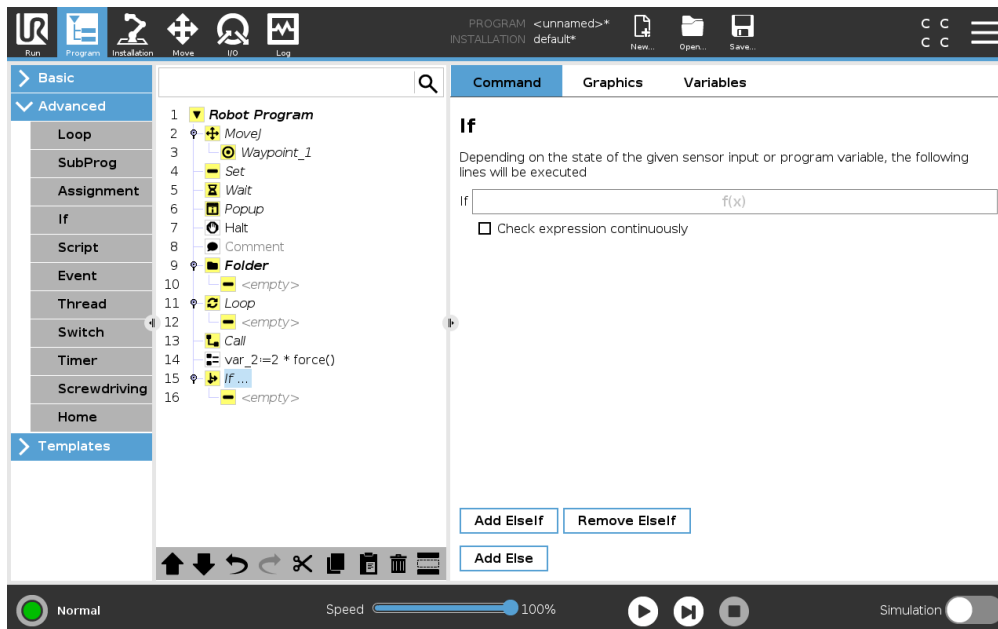 PROGRAM <unnamed>*
INSTALLATION default*
Run Program Installation Move I/O Log New... Open... Save...
C C
C C
Basic
Advanced
Loop
SubProg
Assignment
If
Script
Event
Thread
Switch
Timer
Screwdriving
Home
Templates
1 Robot Program
2 MoveJ
3 Waypoint_1
4 Set
5 Wait
6 Popup
7 Halt
8 Comment
9 Folder
10 <empty>
11 Loop
12 <empty>
13 Call
14 var_2:=2 * force()
15 If ...
16 <empty>
Command Graphics Variables
If
Depending on the state of the given sensor input or program variable, the following
lines will be executed
If f(x)
Check expression continuously
Add ElseIf Remove ElseIf
Add Else
Normal Speed 100% Simulation